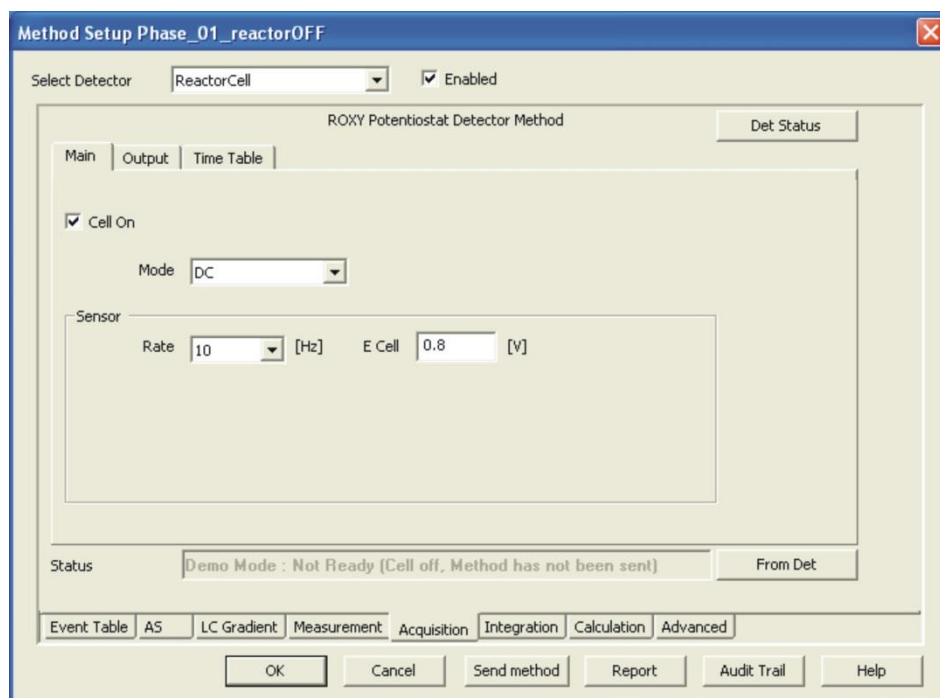 Method Setup Phase_01_reactorOFF
Select Detector ReactorCell Enabled
ROXY Potentiostat Detector Method Det Status
Main Output Time Table
Cell On
Mode DC
Sensor
Rate 10 [Hz] E Cell 0.8 [V]
Status Demo Mode : Not Ready (Cell off, Method has not been sent) From Det
Event Table AS LC Gradient Measurement Acquisition Integration Calculation Advanced
OK Cancel Send method Report Audit Trail Help